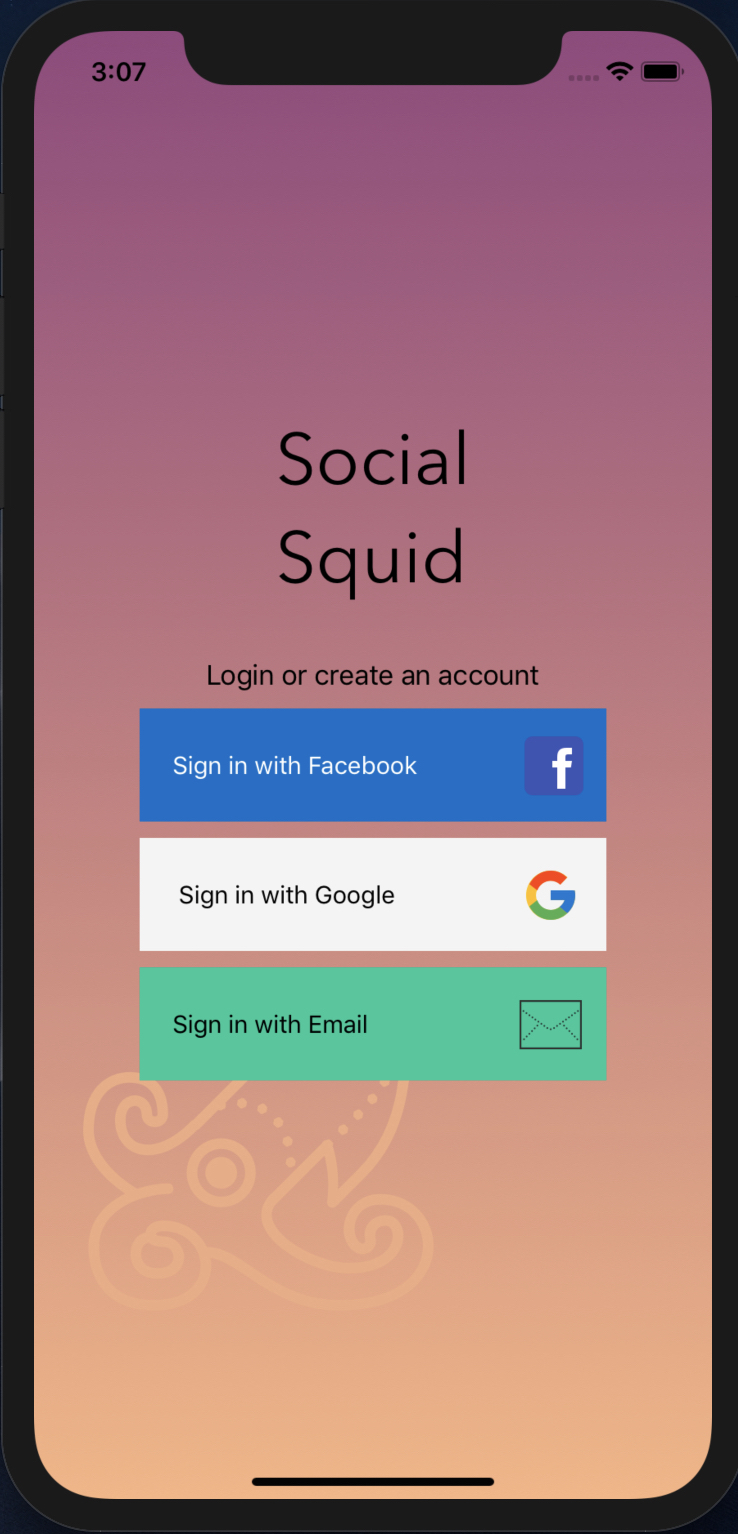 3:07
Social
Squid
Login or create an account
Sign in with Facebook
f
Sign in with Google
G
Sign in with Email